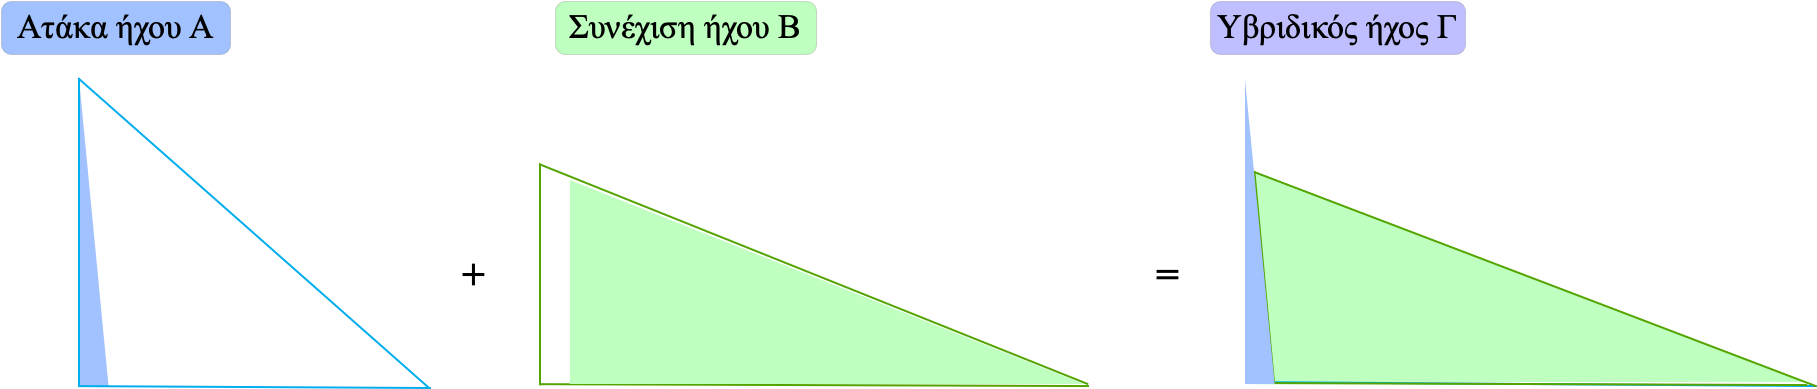 Ατάκα ήχου Α
Συνέχιση ήχου Β
Υβριδικός ήχος Γ
+
=